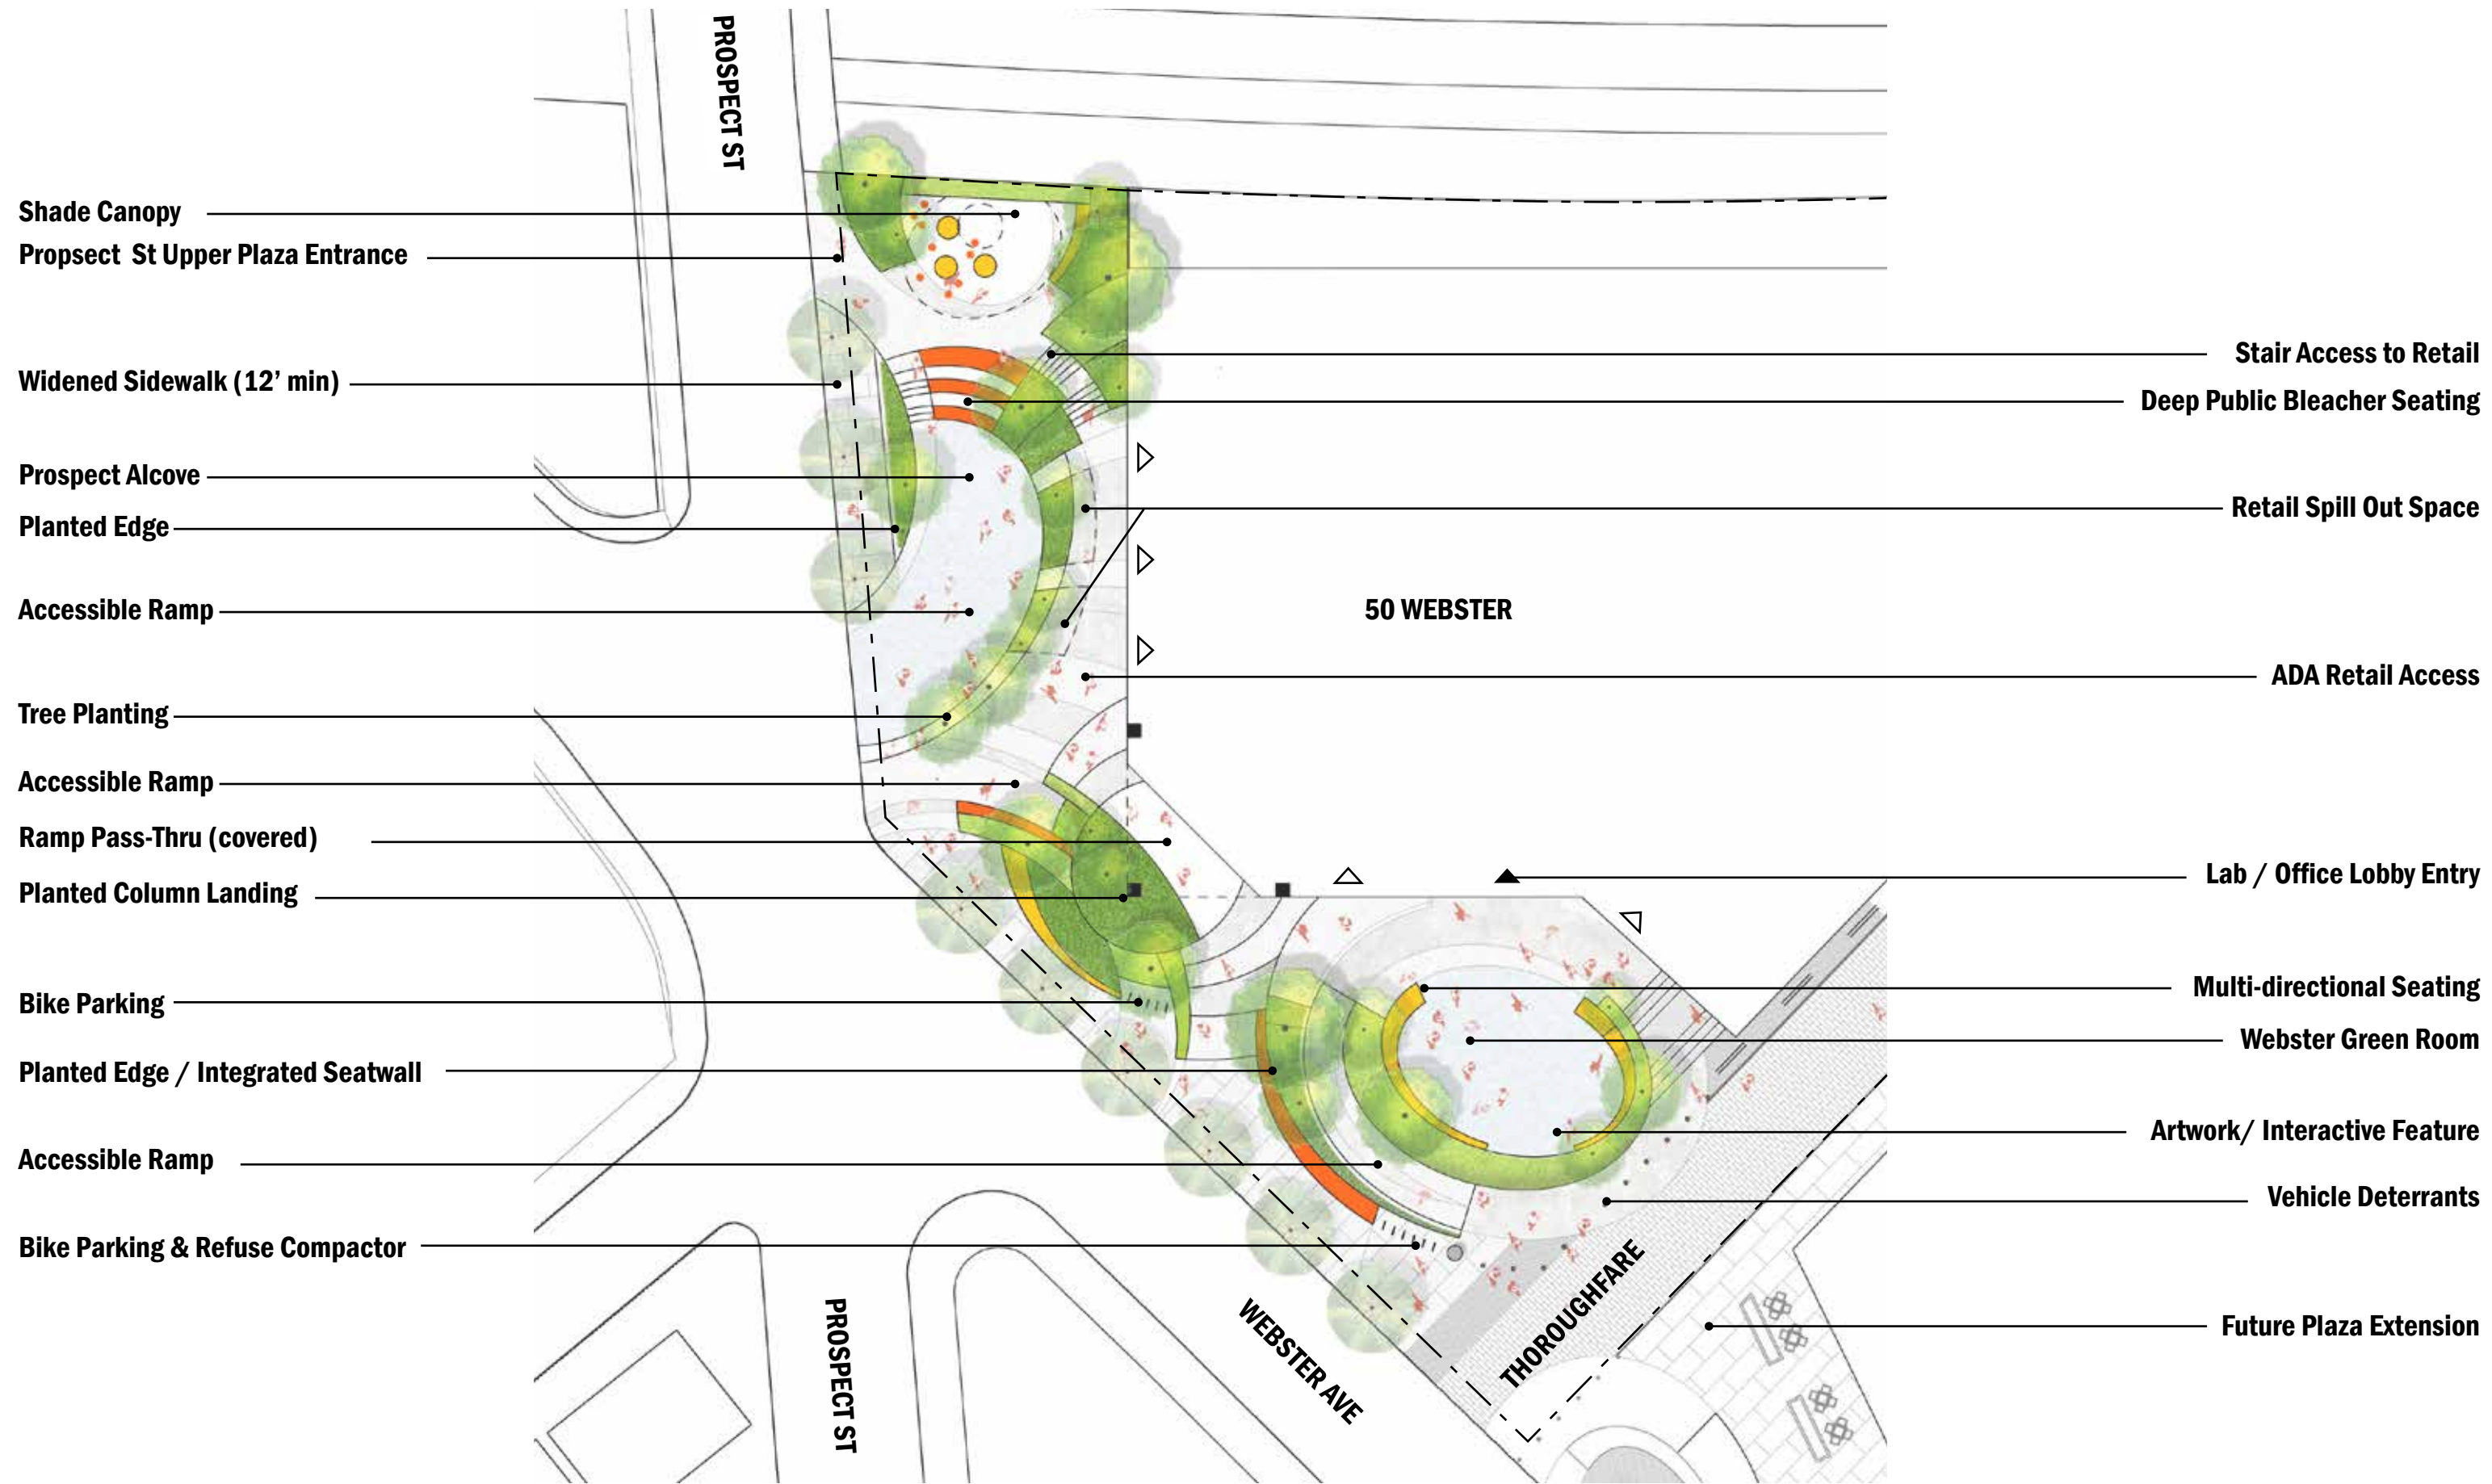 PROSPECT ST
Shade Canopy
Propsect St Upper Plaza Entrance
Widened Sidewalk (12’ min)
Prospect Alcove
Planted Edge
Accessible Ramp
Tree Planting
Accessible Ramp
Ramp Pass-Thru (covered)
Planted Column Landing
Bike Parking
Planted Edge / Integrated Seatwall
Accessible Ramp
Bike Parking & Refuse Compactor
Stair Access to Retail
Deep Public Bleacher Seating
Retail Spill Out Space
50 WEBSTER
ADA Retail Access
Lab / Office Lobby Entry
Multi-directional Seating
Webster Green Room
Artwork/ Interactive Feature
Vehicle Deterrants
Future Plaza Extension
THOROUGHFARE
WEBSTER AVE
PROSPECT ST